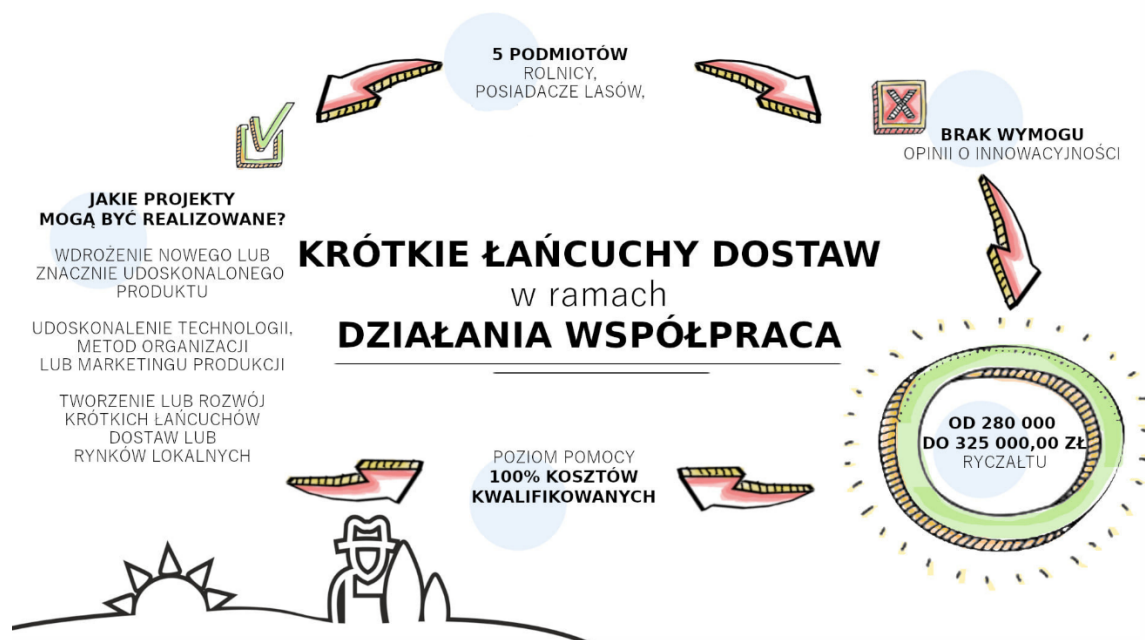 5 PODMIOTÓW
ROLNICY,
POSIADACZE LASÓW,
BRAK WYMOGU
OPINII O INNOWACYJNOŚCI
JAKIE PROJEKTY
MOGĄ BYĆ REALIZOWANE?
WDROŻENIE NOWEGO LUB
ZNACZNIE UDOSKONALONEGO
PRODUKTU
UDOSKONALENIE TECHNOLOGII,
METOD ORGANIZACJI
LUB MARKETINGU PRODUKCJI
TWORZENIE LUB ROZWÓJ
KRÓTKICH ŁAŃCUCHÓW
DOSTAW LUB
RYNKÓW LOKALNYCH
KRÓTKIE ŁAŃCUCHY DOSTAW
w ramach
DZIAŁANIA WSPÓŁPRACA
OD 280 000
DO 325 000,00 ZŁ
RYCZAŁTU
POZIOM POMOCY
100% KOSZTÓW
KWALIFIKOWANYCH